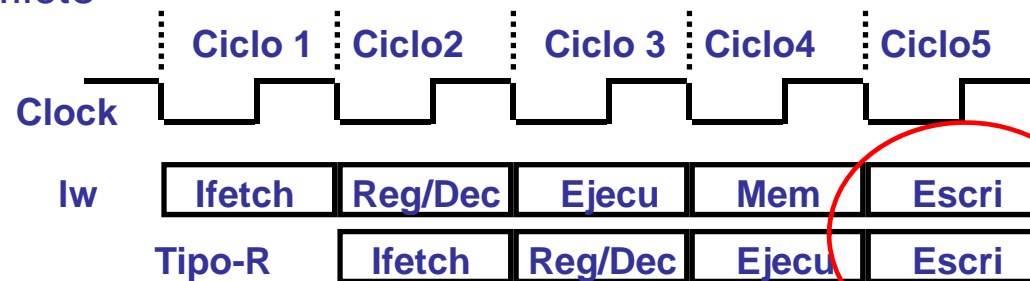 Ciclo 1 Ciclo2 Ciclo 3 Ciclo4 Ciclo5
Clock
lw Ifetch Reg/Dec Ejecu Mem Escri
Tipo-R Ifetch Reg/Dec Ejecu Escri